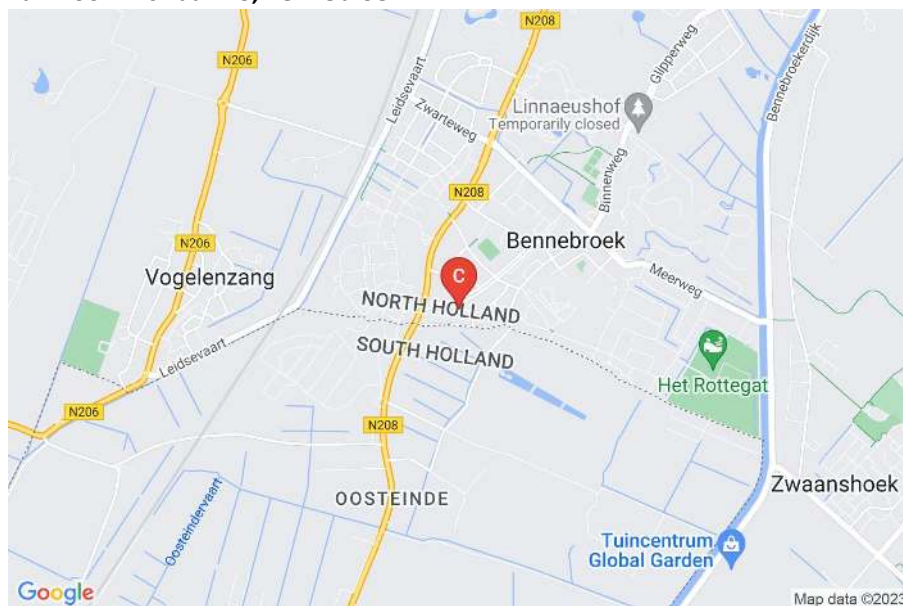 N206
N208
Leidsevaart
Zwarteweg
Linnaeushof
Temporarily closed
Glipperweg
Bennebroekerdijk
Binnenweg
N208
N206
Vogelenzang
Bennebroek
C
Meerweg
NORTH HOLLAND
SOUTH HOLLAND
Leidsevaart
Het Rottegat
N206
N208
OOSTEINDE
Zwaanshoek
Oosteindervaart
Tuincentrum
Global Garden
Google
Map data ©2023